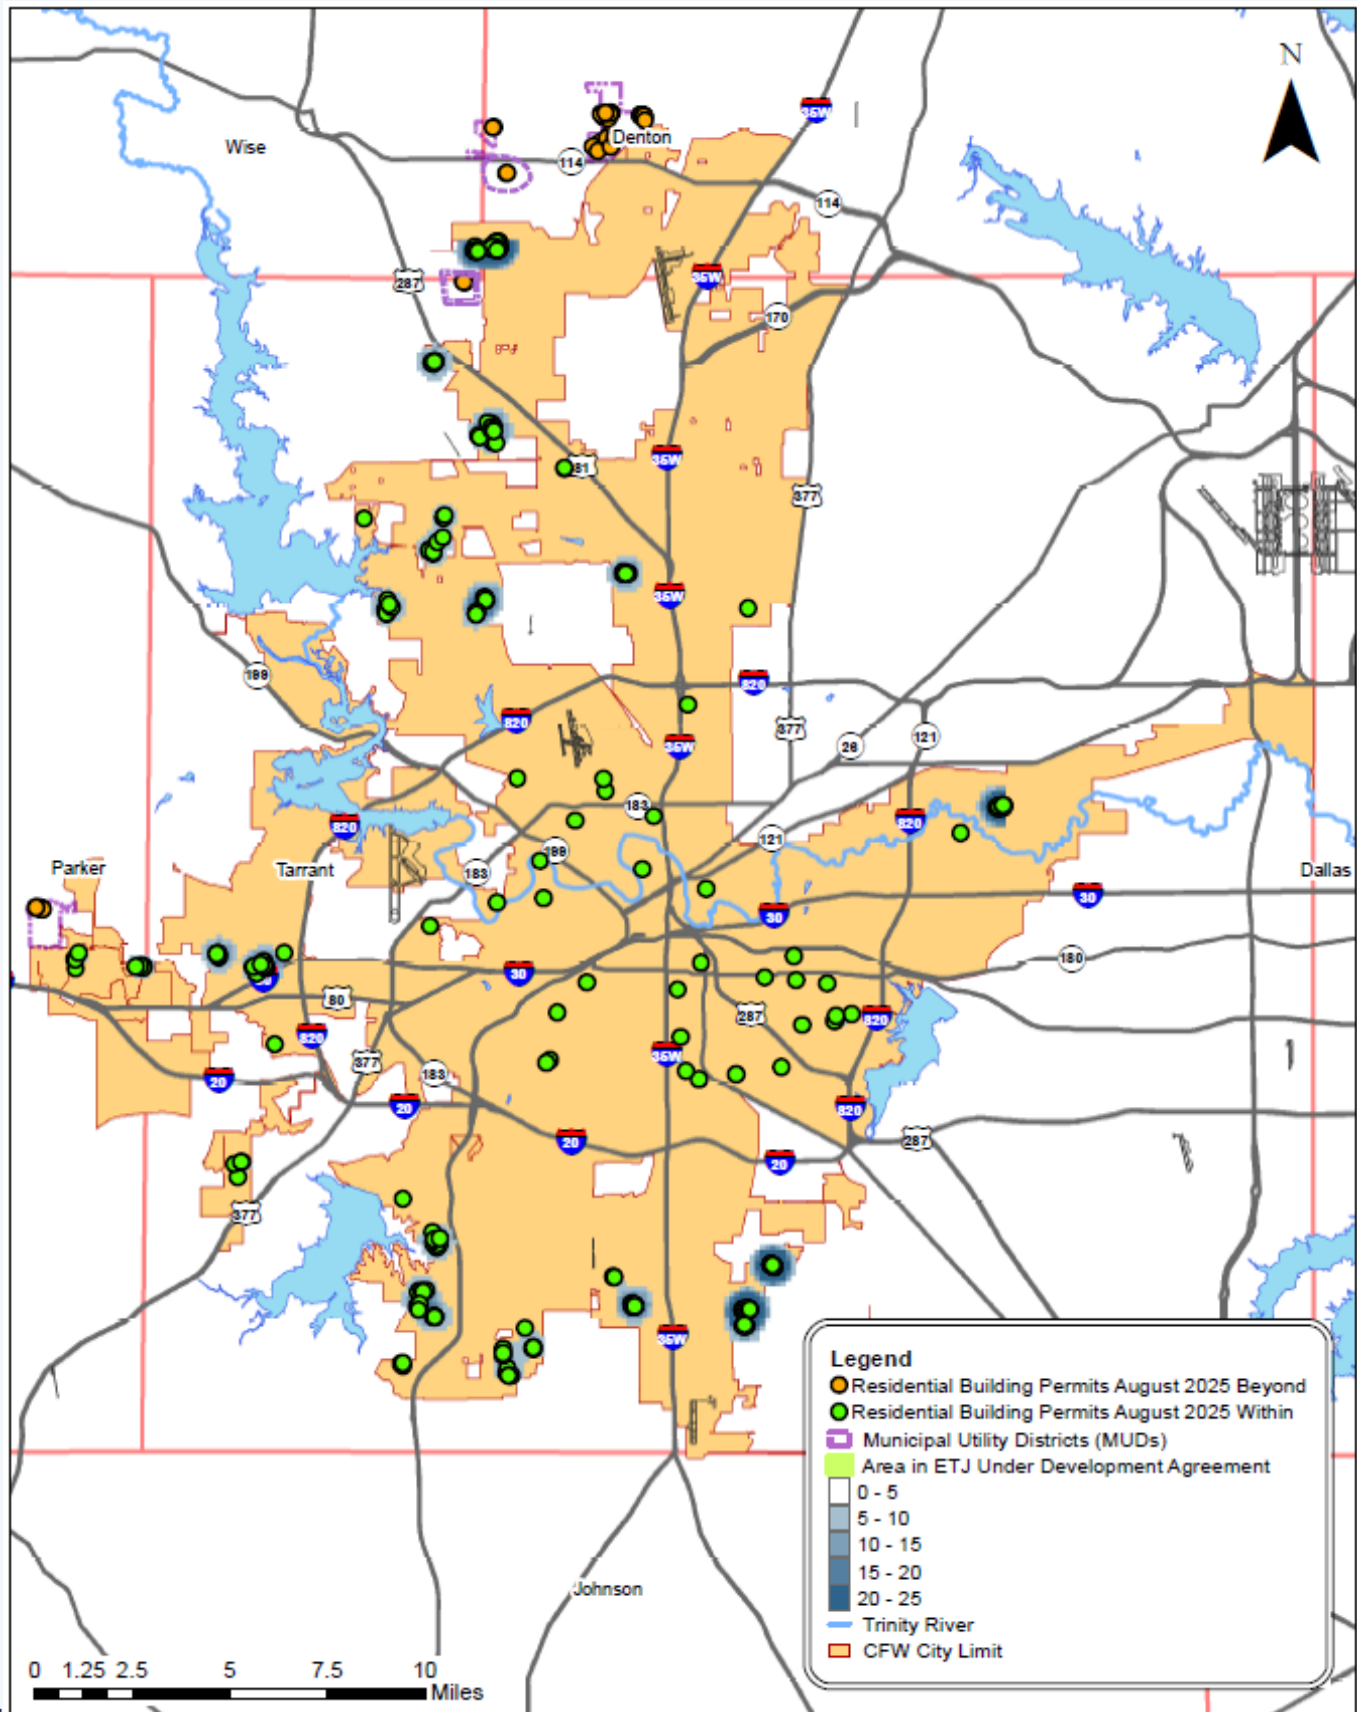 N
35W
Denton
Wise
114
114
35W
287
170
81
35W
377
35W
199
820
820
35W
377
26
121
183
820
820
121
199
183
Parker
Tarrant
Dallas
30
30
180
30
30
80
287
820
820
35W
377
183
20
20
820
20
287
20
377
35W
Legend
Residential Building Permits August 2025 Beyond
Residential Building Permits August 2025 Within
Municipal Utility Districts (MUDs)
Area in ETJ Under Development Agreement
0 - 5
5 - 10
10 - 15
15 - 20
20 - 25
Trinity River
CFW City Limit
Johnson
0 1.25 2.5 5 7.5 10
Miles